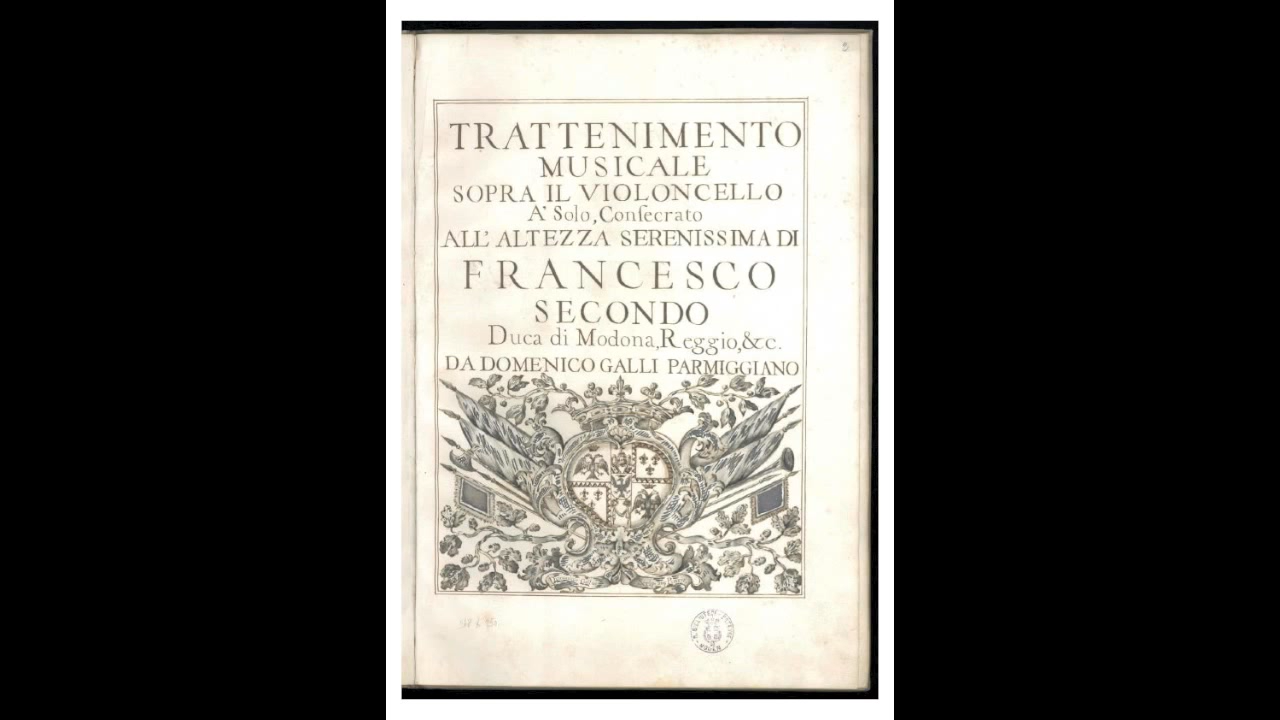 TRATTENIMENTO
MUSICALE
SOPRA IL VIOLONCELLO
A' Solo, Conſecrato
ALL' ALTEZZA SERENISSIMA DI
FRANCESCO
SECONDO
Duca di Modona, Reggio, &c.
DA DOMENICO GALLI PARMIGGIANO